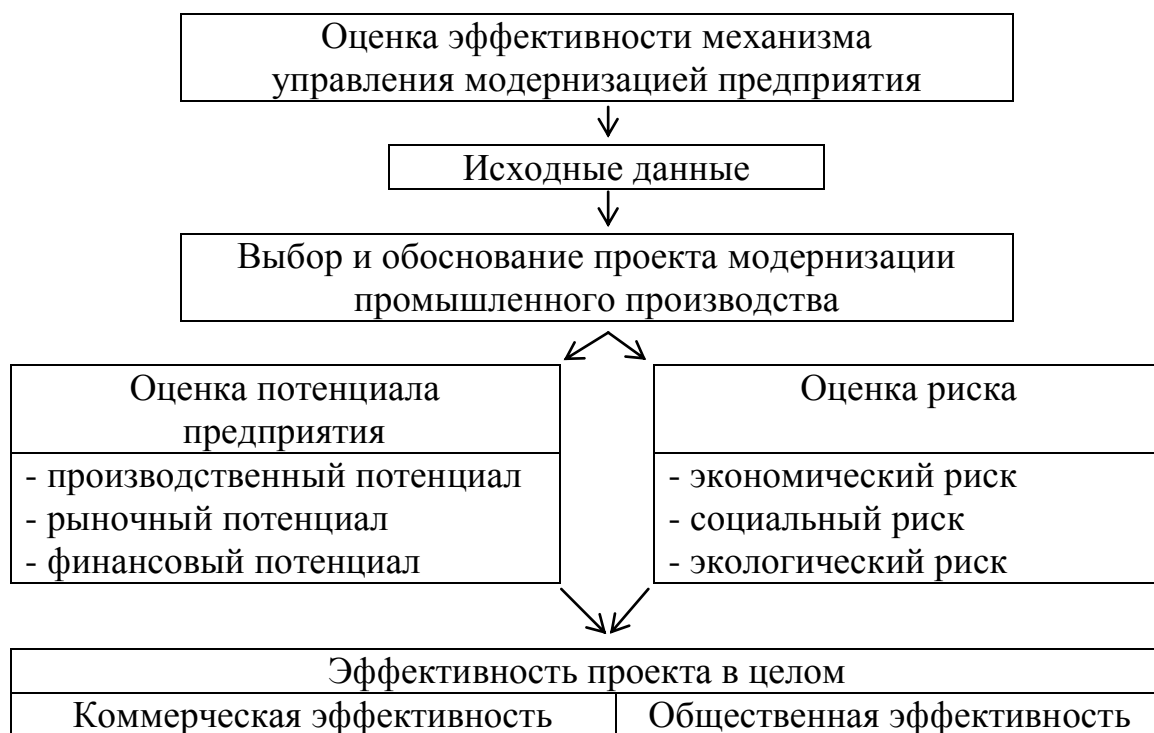 Оценка эффективности механизма
управления модернизацией предприятия
Исходные данные
Выбор и обоснование проекта модернизации
промышленного производства
Оценка потенциала
предприятия
- производственный потенциал
- рыночный потенциал
- финансовый потенциал
Оценка риска
- экономический риск
- социальный риск
- экологический риск
Эффективность проекта в целом
Коммерческая эффективность
Общественная эффективность